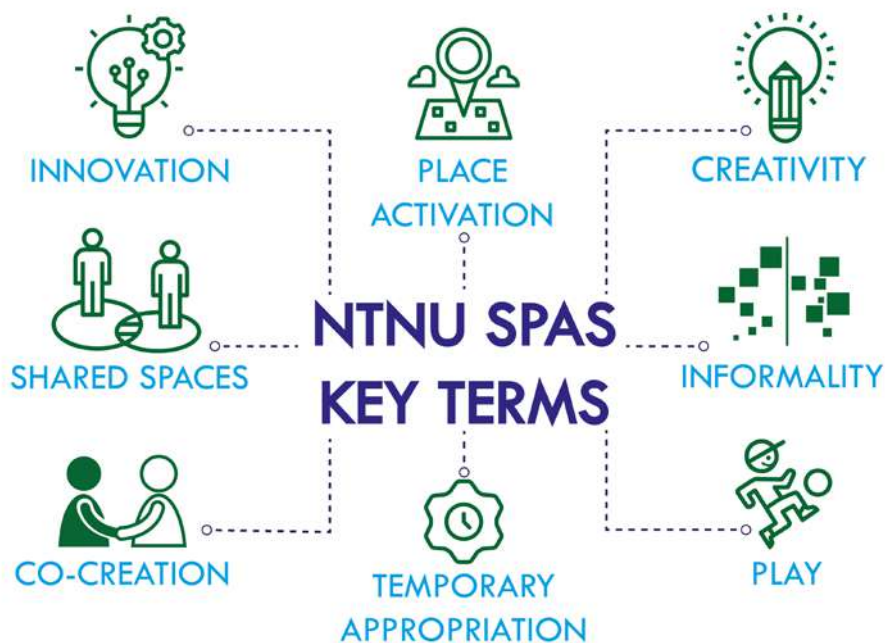 INNOVATION
PLACE
ACTIVATION
CREATIVITY
SHARED SPACES
NTNU SPAS
KEY TERMS
INFORMALITY
CO-CREATION
TEMPORARY
APPROPRIATION
PLAY